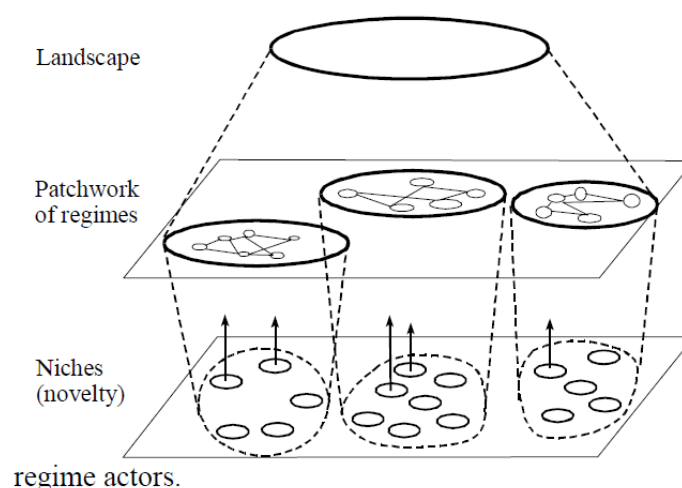 Landscape
Patchwork
of regimes
Niches
(novelty)
regime actors.